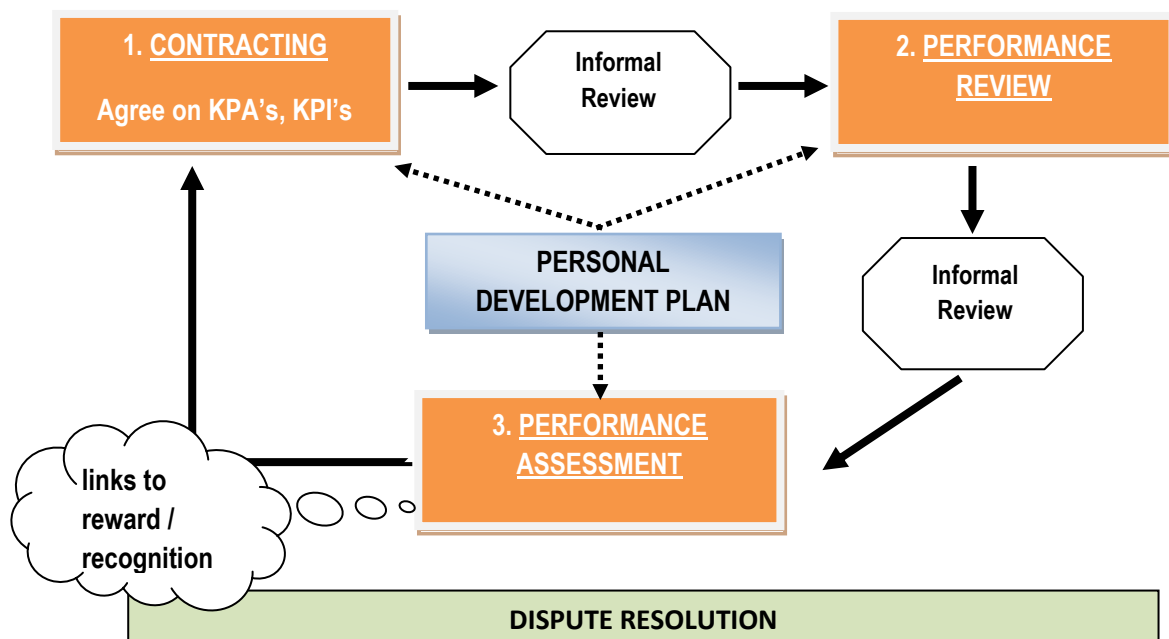 1. CONTRACTING
Agree on KPA's, KPI's
Informal
Review
2. PERFORMANCE
REVIEW
PERSONAL
DEVELOPMENT PLAN
Informal
Review
3. PERFORMANCE
ASSESSMENT
links to
reward /
recognition
DISPUTE RESOLUTION